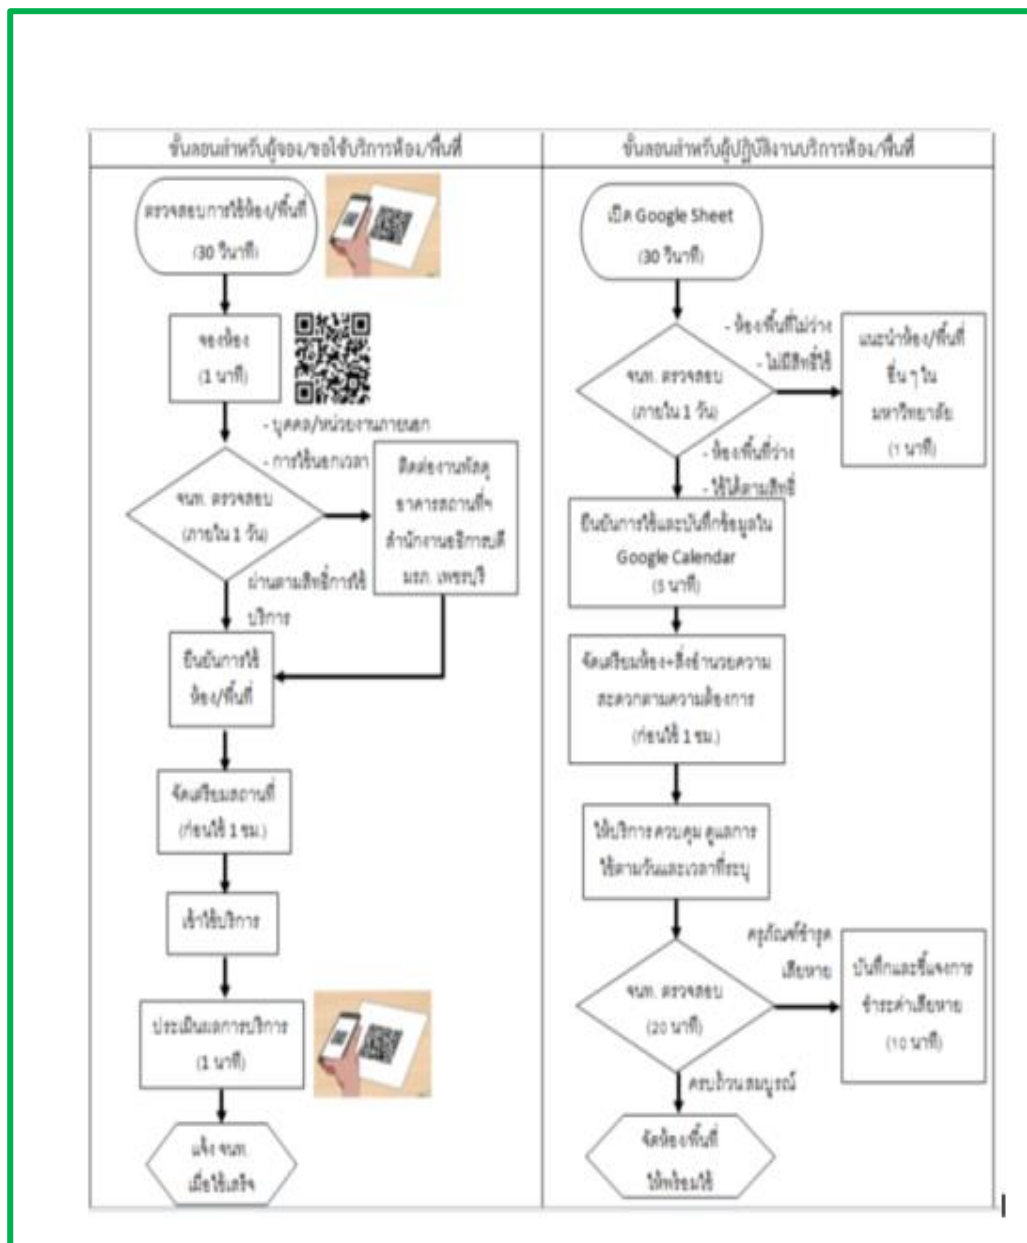 ขั้นตอนสำหรับผู้จอง/ขอใช้บริการห้อง/พื้นที่
ตรวจสอบการใช้ห้อง/พื้นที่
(30 วินาที)
จองห้อง
(1 นาที)
- บุคคล/หน่วยงานภายนอก
- การใช้นอกเวลา
จนท. ตรวจสอบ
(ภายใน 1 วัน)
ติดต่องานพัสดุ
อาคารสถานที่ฯ
สำนักงานอธิการบดี
มรภ. เพชรบุรี
ผ่านตามสิทธิ์การใช้
บริการ
ยืนยันการใช้
ห้อง/พื้นที่
จัดเตรียมสถานที่
(ก่อนใช้ 1 ชม.)
เข้าใช้บริการ
ประเมินผลการบริการ
(1 นาที)
แจ้ง จนท.
เมื่อใช้เสร็จ
ขั้นตอนสำหรับผู้ปฏิบัติงานบริการห้อง/พื้นที่
เปิด Google Sheet
(30 วินาที)
- ห้อง/พื้นที่ไม่ว่าง
- ไม่มีสิทธิ์ใช้
จนท. ตรวจสอบ
(ภายใน 1 วัน)
แนะนำห้อง/พื้นที่
อื่น ๆ ใน
มหาวิทยาลัย
(1 นาที)
- ห้อง/พื้นที่ว่าง
- ใช้ได้ตามสิทธิ์
ยืนยันการใช้และบันทึกข้อมูลใน
Google Calendar
(5 นาที)
จัดเตรียมห้อง+สิ่งอำนวยความ
สะดวกตามความต้องการ
(ก่อนใช้ 1 ชม.)
ให้บริการ ควบคุม ดูแลการ
ใช้ตามวันและเวลาที่ระบุ
ครุภัณฑ์ชำรุด
เสียหาย
จนท. ตรวจสอบ
(20 นาที)
บันทึกและชี้แจงการ
ชำระค่าเสียหาย
(10 นาที)
ครบถ้วน สมบูรณ์
จัดห้อง/พื้นที่
ให้พร้อมใช้